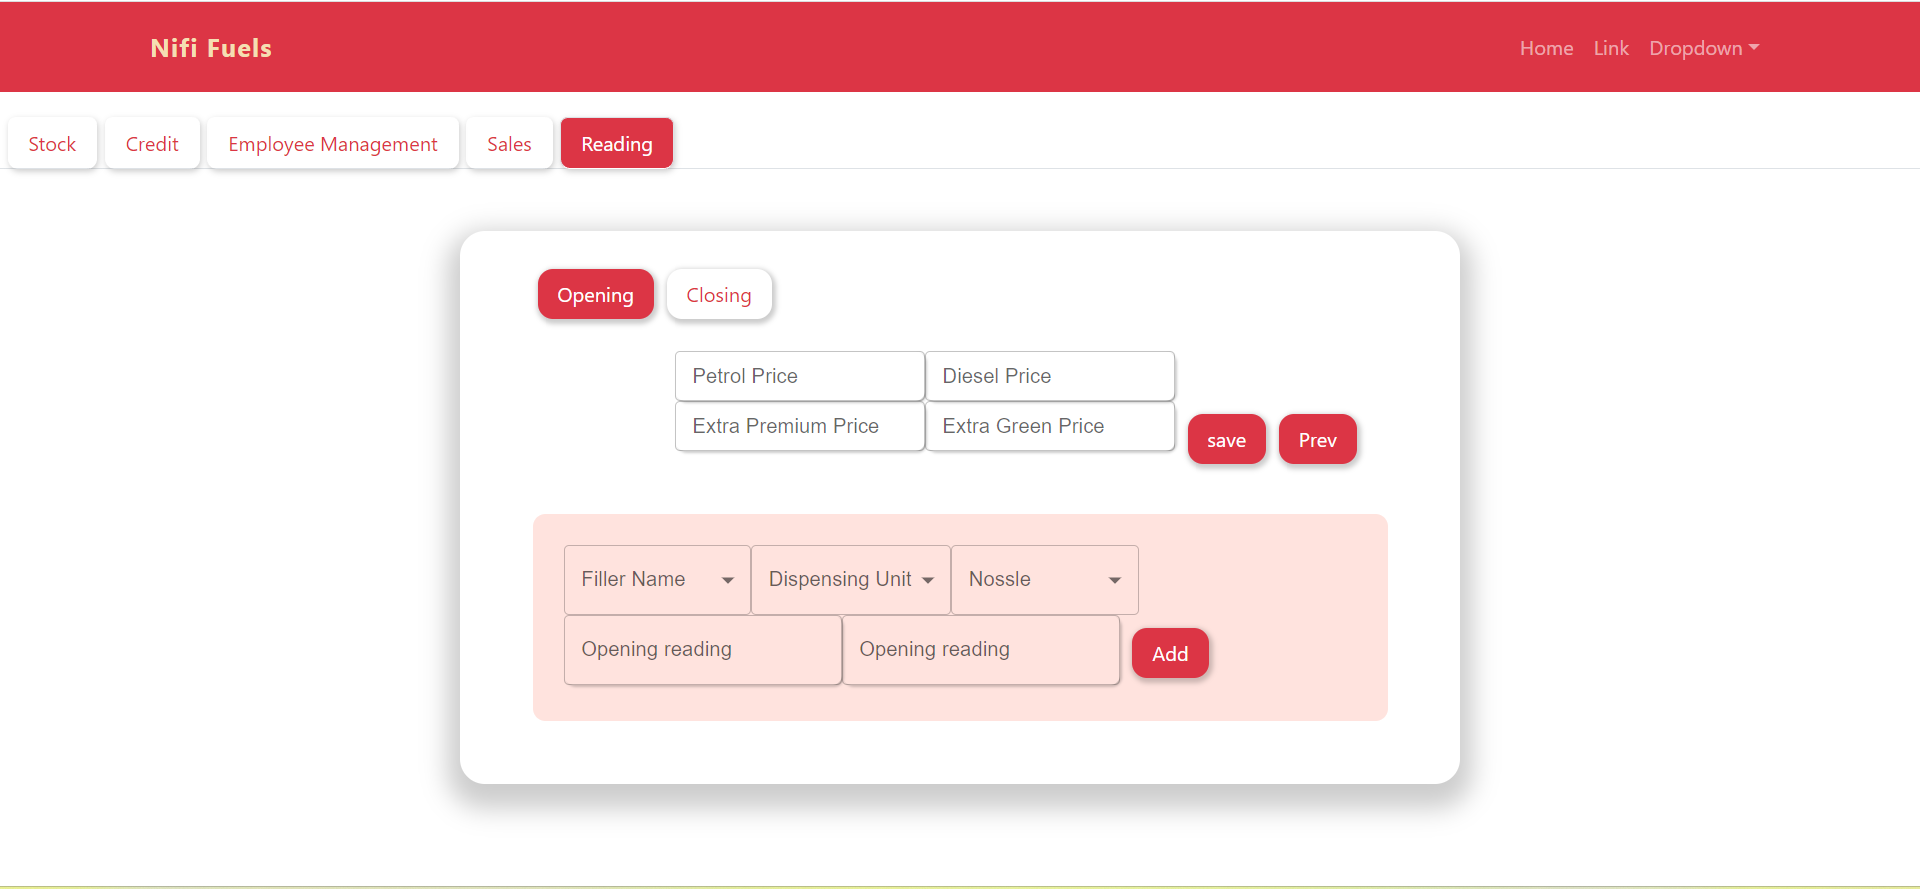 Nifi Fuels Home Link Dropdown
Stock Credit Employee Management Sales Reading
Opening Closing
Petrol Price Diesel Price
Extra Premium Price Extra Green Price save Prev
Filler Name Dispensing Unit Nossle
Opening reading Opening reading Add